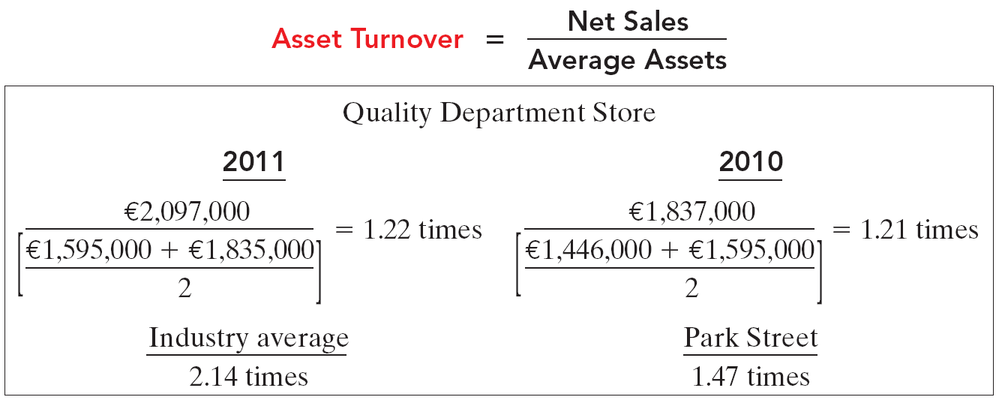 Asset Turnover = Net Sales / Average Assets
Quality Department Store
2011 2010
€2,097,000 €1,837,000
= 1.22 times = 1.21 times
[€1,595,000 + €1,835,000] [€1,446,000 + €1,595,000]
2 2
Industry average Park Street
2.14 times 1.47 times